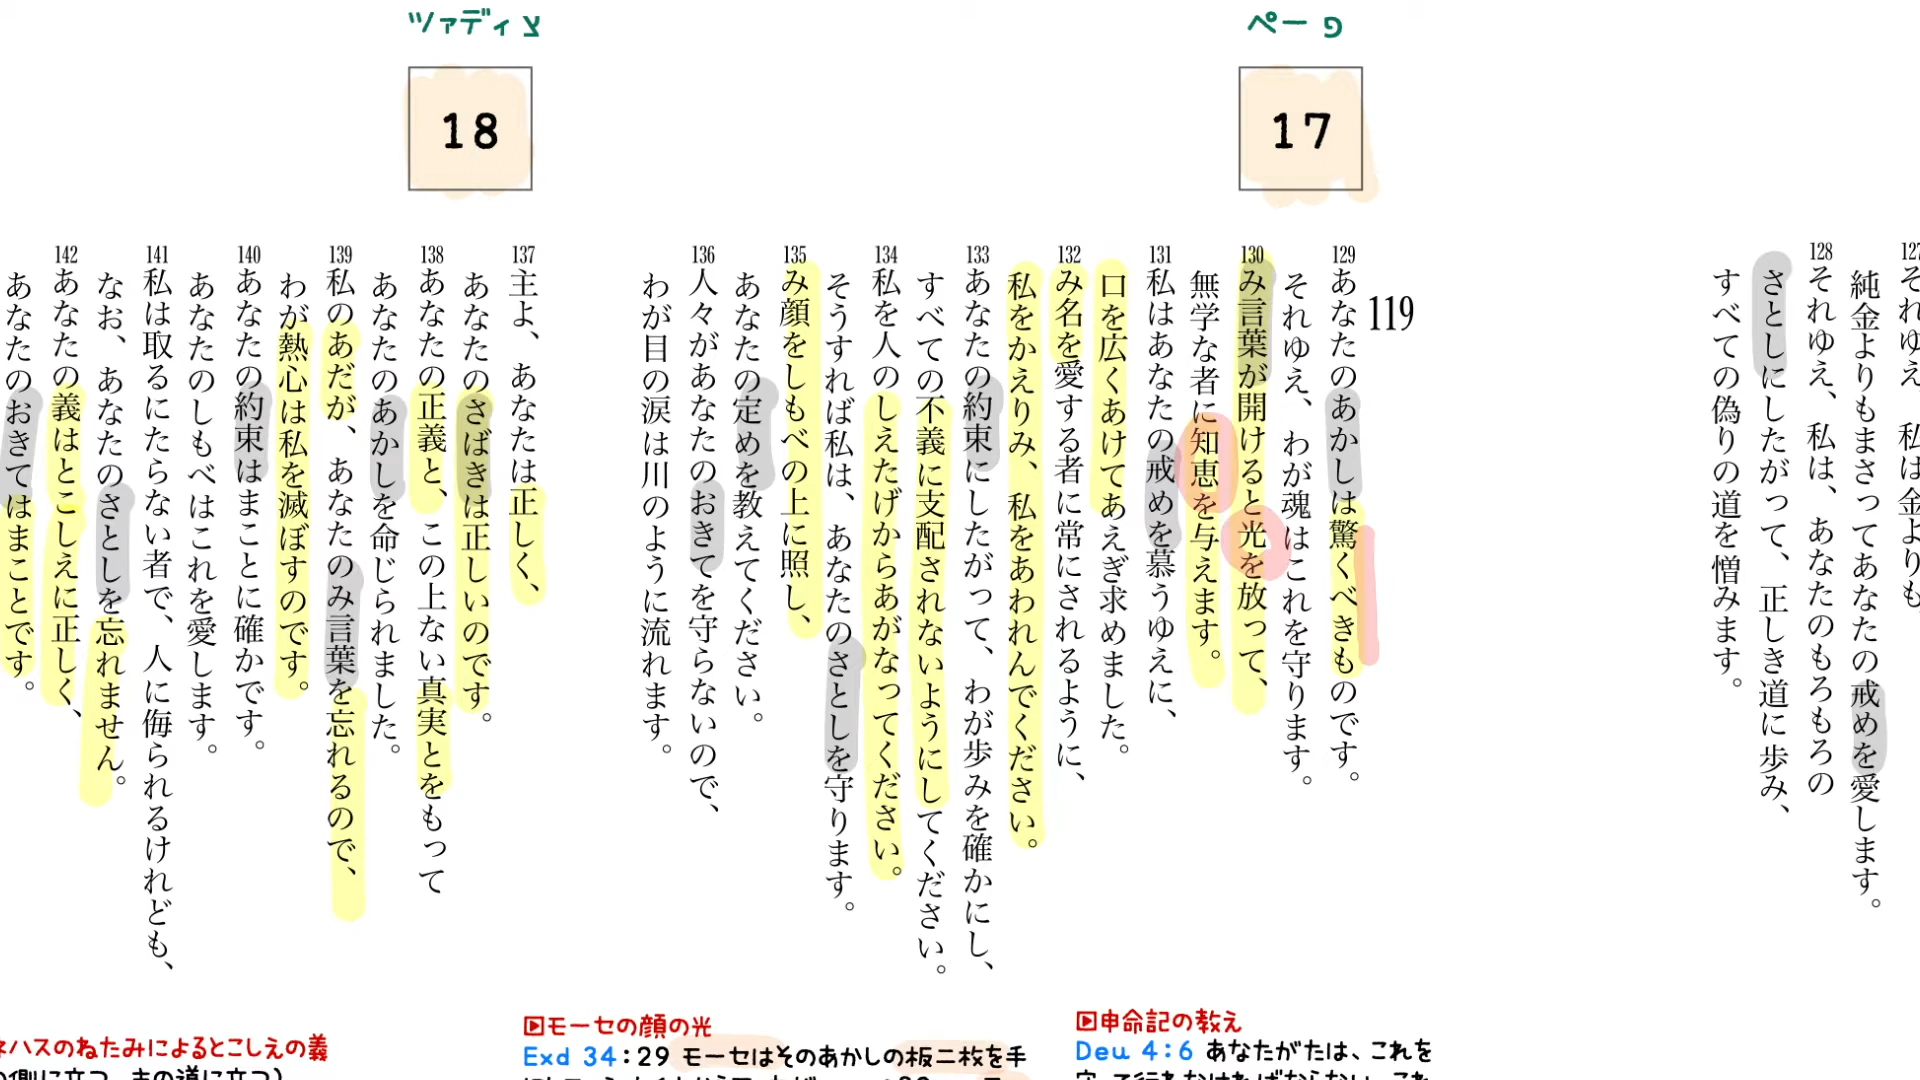 127
それゆえ、私は金よりも
純金よりもまさってあなたの戒めを愛します。
128
それゆえ、私は、あなたのもろもろの
さとしにしたがって、正しき道に歩み、
すべての偽りの道を憎みます。
ペー פ
17
119
129
あなたのあかしは驚くべきものです。
それゆえ、わが魂はこれを守ります。
130
み言葉が開けると光を放って、
無学な者に知恵を与えます。
131
私はあなたの戒めを慕うゆえに、
口を広くあけてあえぎ求めました。
132
み名を愛する者に常にされるように、
私をかえりみ、私をあわれんでください。
133
あなたの約束にしたがって、わが歩みを確かにし、
すべての不義に支配されないようにしてください。
134
私を人のしえたげからあがなってください。
そうすれば私は、あなたのさとしを守ります。
135
み顔をしもべの上に照し、
あなたの定めを教えてください。
136
人々があなたのおきてを守らないので、
わが目の涙は川のように流れます。
ツァディ צ
18
137
主よ、あなたは正しく、
あなたのさばきは正しいのです。
138
あなたの正義と、この上ない真実とをもって
あなたのあかしを命じられました。
139
私のあだが、あなたのみ言葉を忘れるので、
わが熱心は私を滅ぼすのです。
140
あなたの約束はまことに確かです。
あなたのしもべはこれを愛します。
141
私は取るにたらない者で、人に侮られるけれども、
なお、あなたのさとしを忘れません。
142
あなたの義はとこしえに正しく、
あなたのおきてはまことです。
申命記の教え
Deu 4:6 あなたがたは、これを
モーセの顔の光
Exd 34:29 モーセはそのあかしの板二枚を手
ネハスのねたみによるとこしえの義